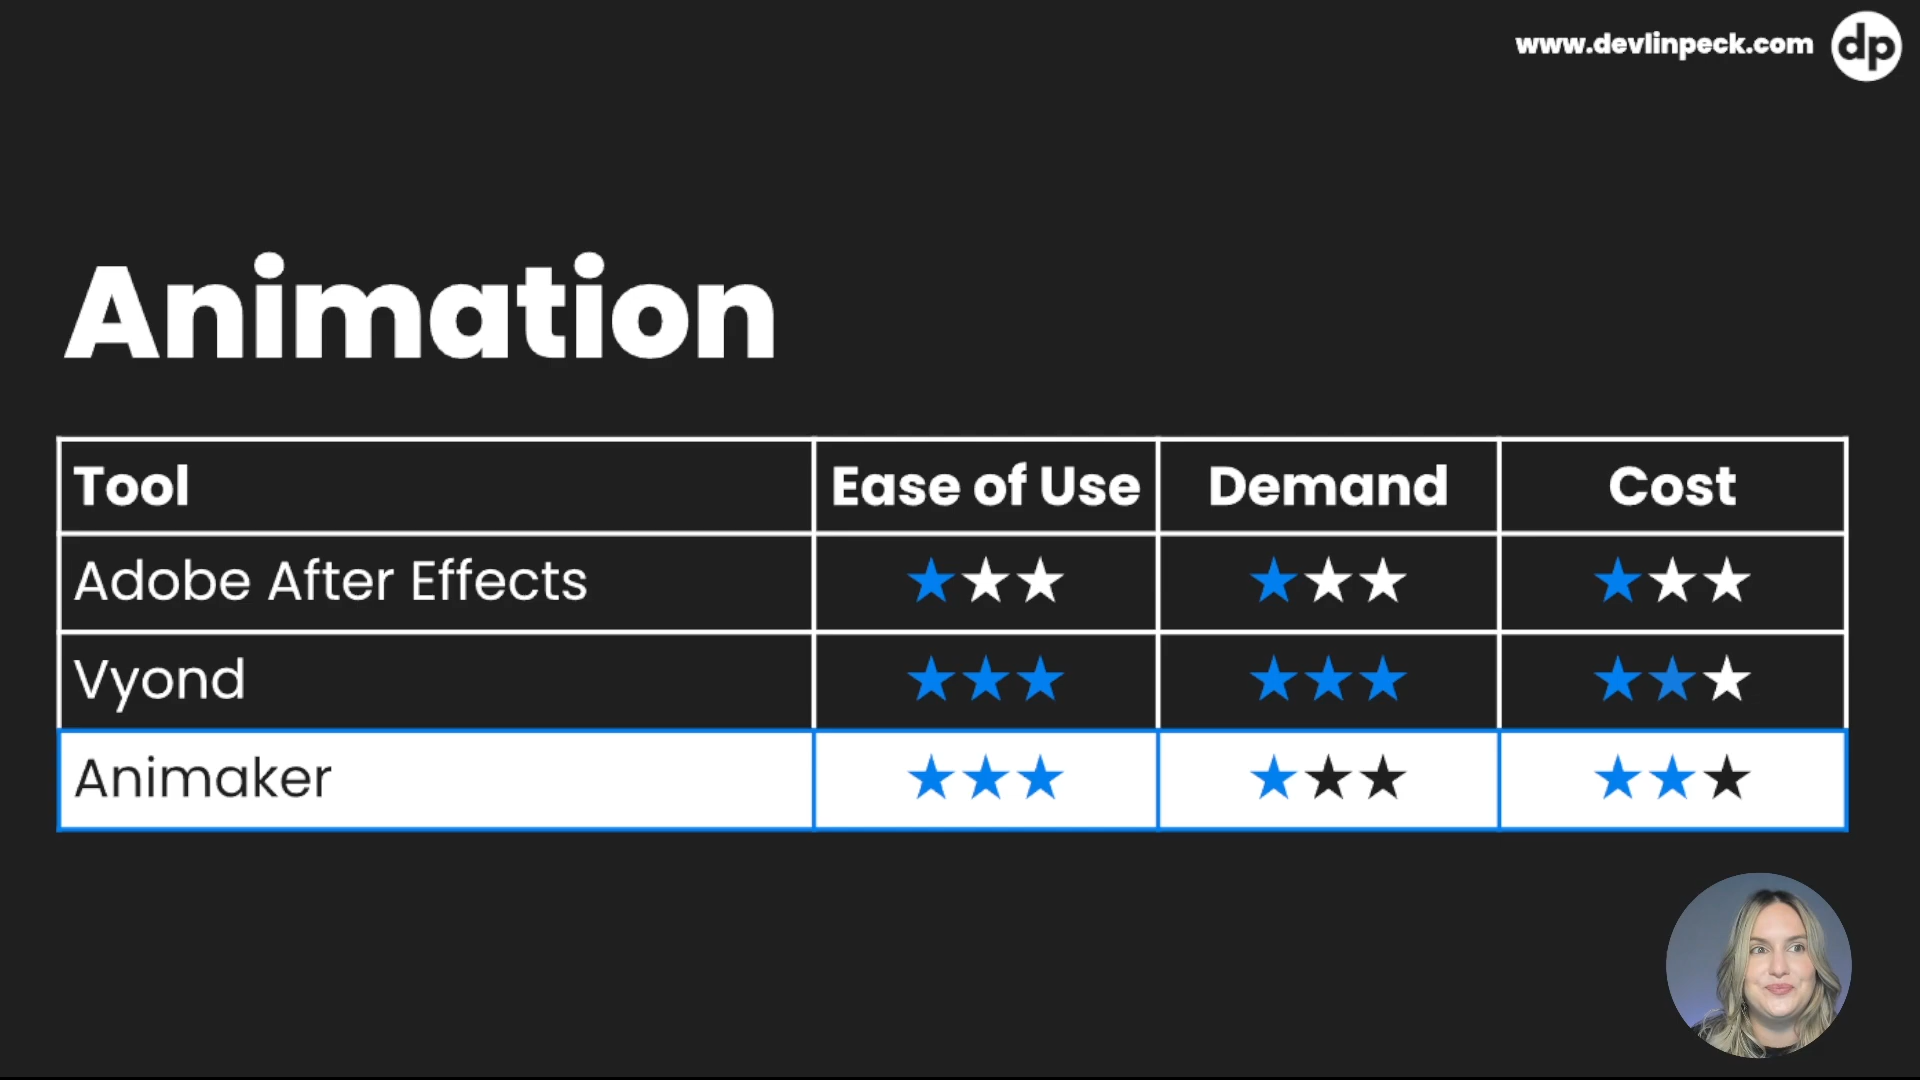 www.devlinpeck.com dp
Animation
Tool Ease of Use Demand Cost
Adobe After Effects
Vyond
Animaker